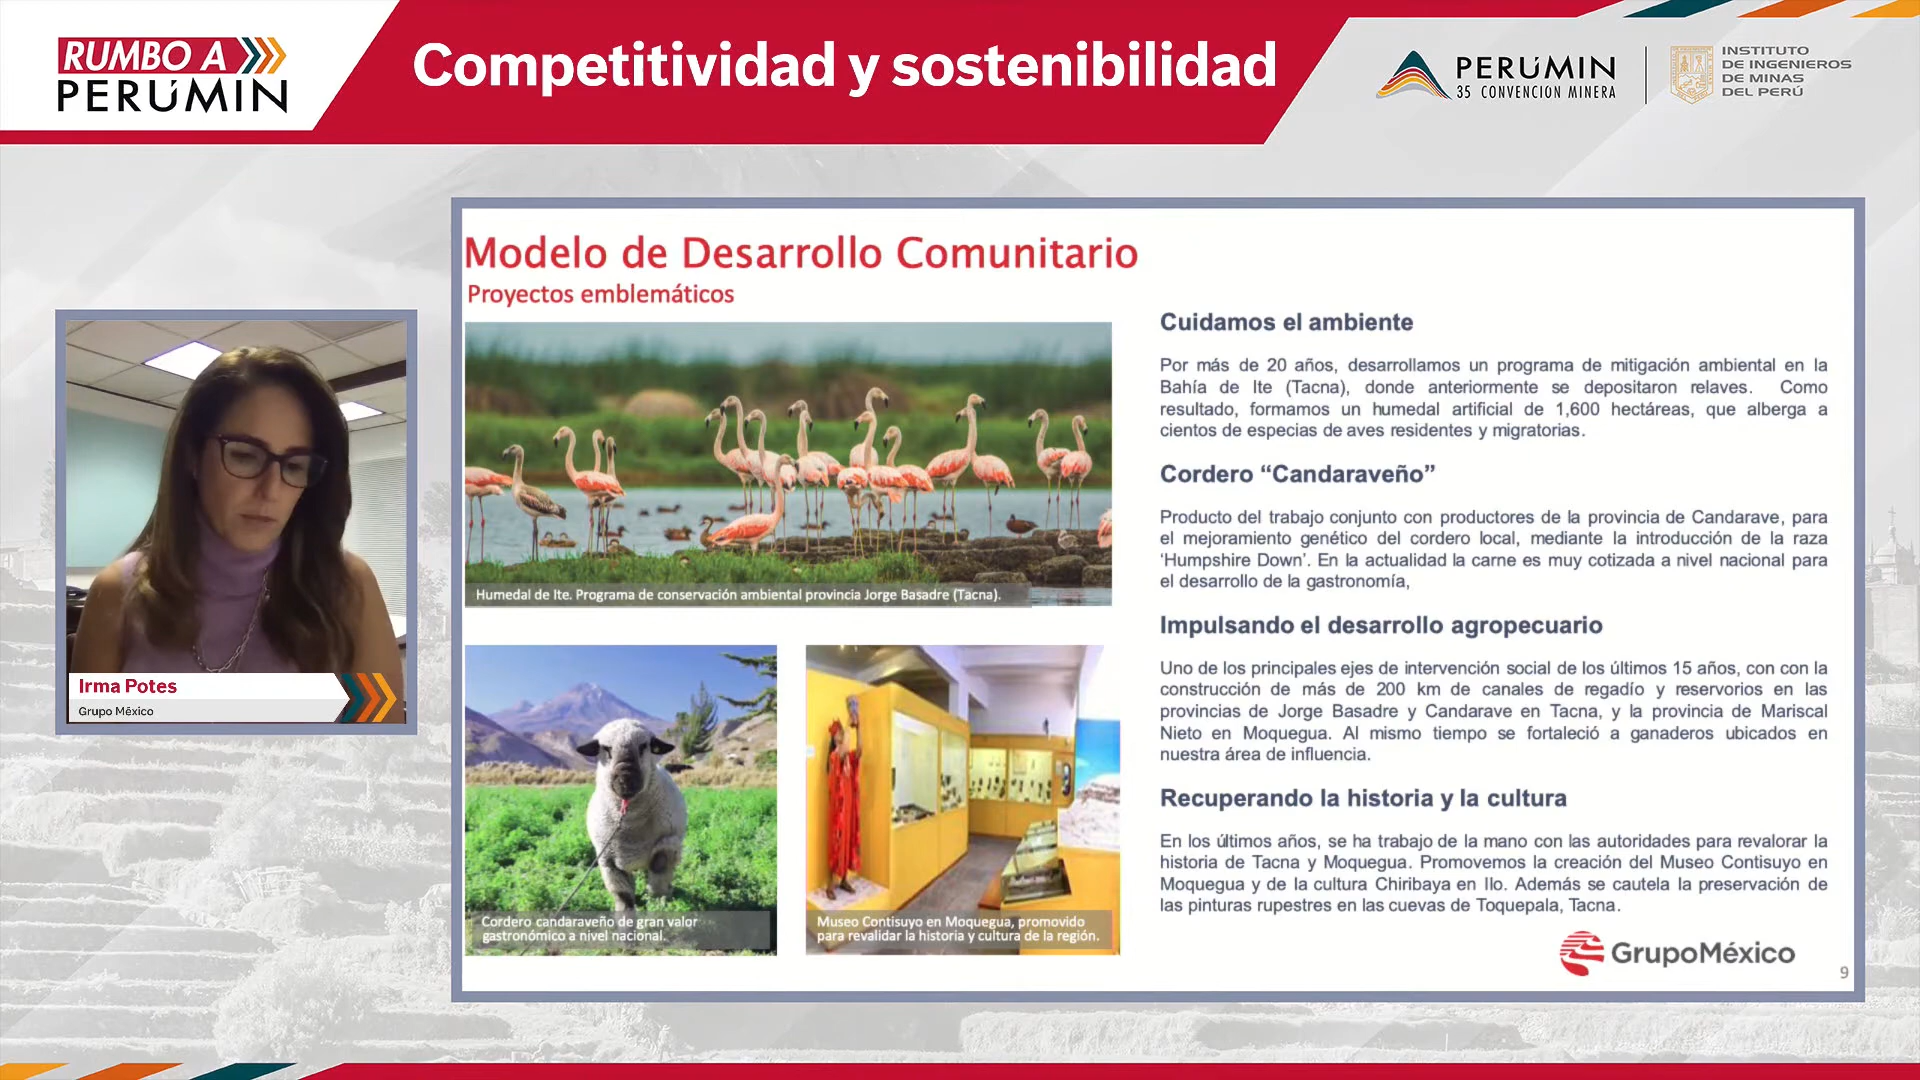 RUMBO A
PERÚMIN
Competitividad y sostenibilidad
PERÚMIN
35 CONVENCIÓN MINERA
INSTITUTO
DE INGENIEROS
DE MINAS
DEL PERÚ
Irma Potes
Grupo México
Modelo de Desarrollo Comunitario
Proyectos emblemáticos
Humedal de Ite. Programa de conservación ambiental provincia Jorge Basadre (Tacna).
Cordero candaraveño de gran valor
gastronómico a nivel nacional.
Museo Contisuyo en Moquegua, promovido
para revalidar la historia y cultura de la región.
Cuidamos el ambiente
Por más de 20 años, desarrollamos un programa de mitigación ambiental en la
Bahía de Ite (Tacna), donde anteriormente se depositaron relaves. Como
resultado, formamos un humedal artificial de 1,600 hectáreas, que alberga a
cientos de especias de aves residentes y migratorias.
Cordero “Candaraveño”
Producto del trabajo conjunto con productores de la provincia de Candarave, para
el mejoramiento genético del cordero local, mediante la introducción de la raza
‘Humpshire Down’. En la actualidad la carne es muy cotizada a nivel nacional para
el desarrollo de la gastronomía,
Impulsando el desarrollo agropecuario
Uno de los principales ejes de intervención social de los últimos 15 años, con con la
construcción de más de 200 km de canales de regadío y reservorios en las
provincias de Jorge Basadre y Candarave en Tacna, y la provincia de Mariscal
Nieto en Moquegua. Al mismo tiempo se fortaleció a ganaderos ubicados en
nuestra área de influencia.
Recuperando la historia y la cultura
En los últimos años, se ha trabajo de la mano con las autoridades para revalorar la
historia de Tacna y Moquegua. Promovemos la creación del Museo Contisuyo en
Moquegua y de la cultura Chiribaya en Ilo. Además se cautela la preservación de
las pinturas rupestres en las cuevas de Toquepala, Tacna.
GrupoMéxico
9